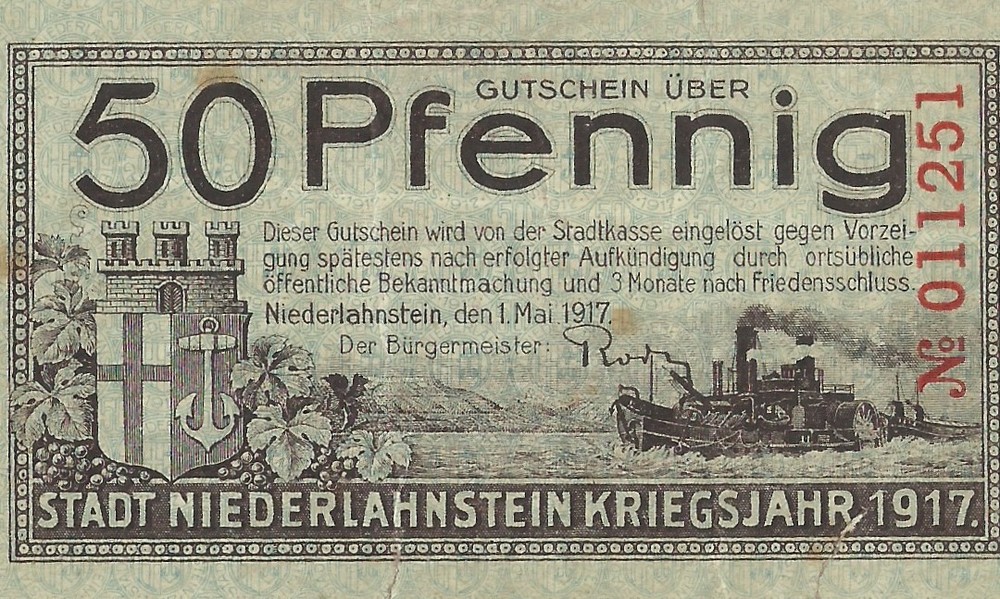 GUTSCHEIN ÜBER
50 Pfennig
Dieser Gutschein wird von der Stadtkasse eingelöst gegen Vorzei-
gung spätestens nach erfolgter Aufkündigung durch ortsübliche
öffentliche Bekanntmachung und 3 Monate nach Friedensschluss.
Niederlahnstein, den 1. Mai 1917.
Der Bürgermeister:
№ 011251
STADT NIEDERLAHNSTEIN KRIEGSJAHR 1917.